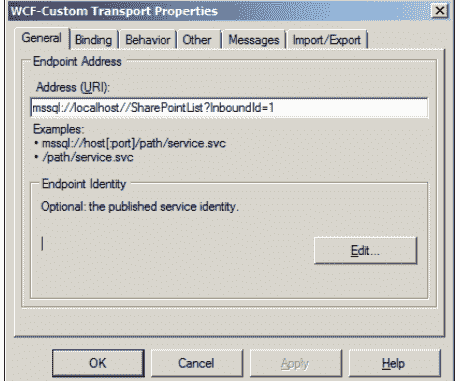 WCF-Custom Transport Properties
General Binding Behavior Other Messages Import/Export
Endpoint Address
Address (URI):
mssql://localhost//SharePointList?InboundId=1
Examples:
• mssql://host[:port]/path/service.svc
• /path/service.svc
Endpoint Identity
Optional: the published service identity.
Edit...
OK Cancel Apply Help